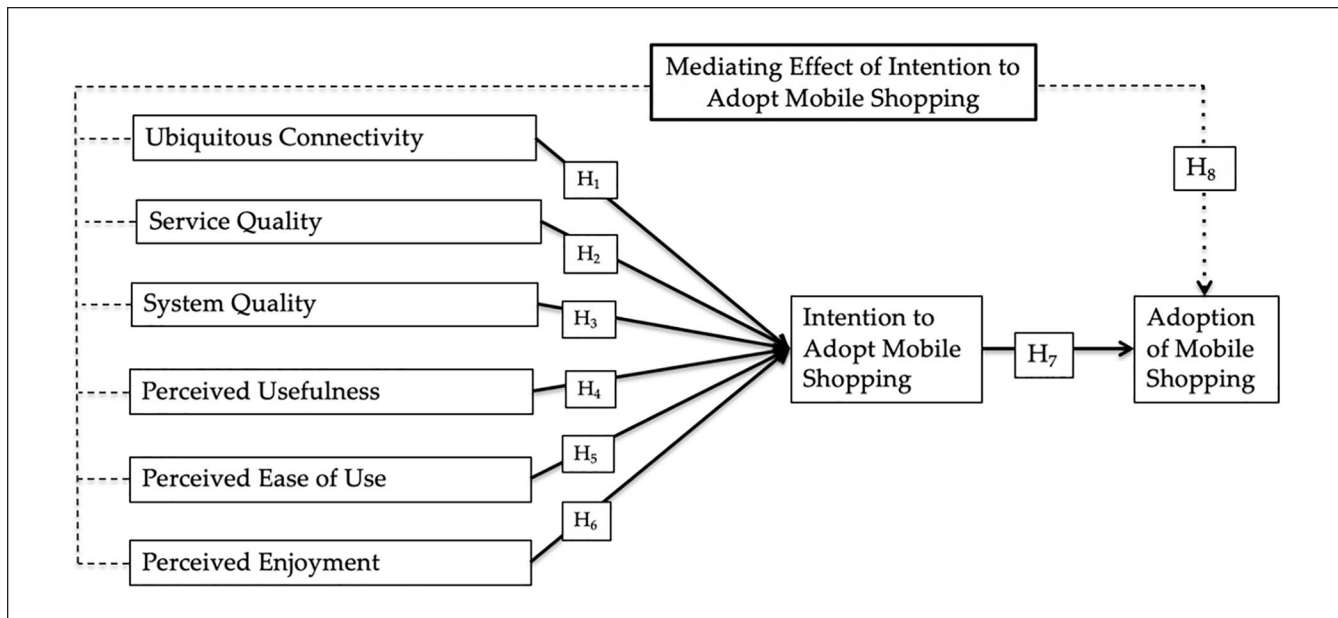 Mediating Effect of Intention to
Adopt Mobile Shopping
Ubiquitous Connectivity
H₁
H₈
Service Quality
H₂
System Quality
H₃
Intention to
Adopt Mobile
Shopping
H₇
Adoption
of Mobile
Shopping
Perceived Usefulness
H₄
Perceived Ease of Use
H₅
Perceived Enjoyment
H₆